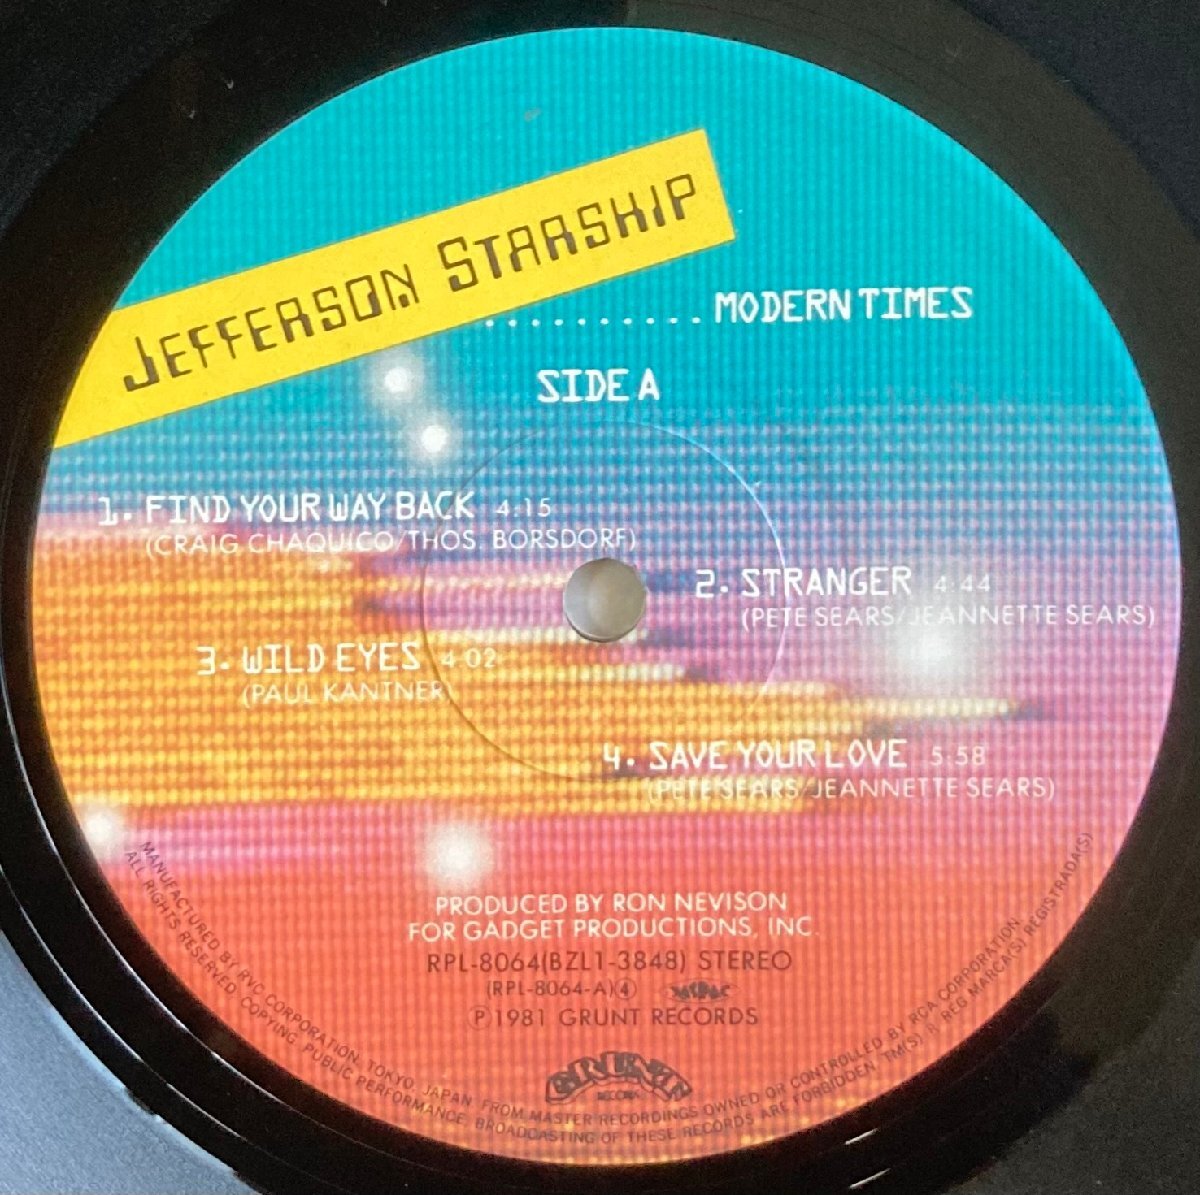 JEFFERSON STARSHIP
..........MODERN TIMES
SIDE A
1. FIND YOUR WAY BACK 4:15
(CRAIG CHAQUICO/THOS. BORSDORF)
2. STRANGER 4:44
(PETE SEARS/JEANNETTE SEARS)
3. WILD EYES 4:02
(PAUL KANTNER)
4. SAVE YOUR LOVE 5:58
(PETE SEARS/JEANNETTE SEARS)
PRODUCED BY RON NEVISON
FOR GADGET PRODUCTIONS, INC.
RPL-8064(BZL1-3848) STEREO
(RPL-8064-A)④
Ⓟ1981 GRUNT RECORDS
GRUNT
RECORDS
MANUFACTURED BY RVC CORPORATION, TOKYO, JAPAN FROM MASTER RECORDINGS OWNED OR CONTROLLED BY RCA CORPORATION
ALL RIGHTS RESERVED. COPYING, PUBLIC PERFORMANCE, BROADCASTING OF THESE RECORDS ARE FORBIDDEN TM(S) ® REG MARCA(S) REGISTRADA(S)